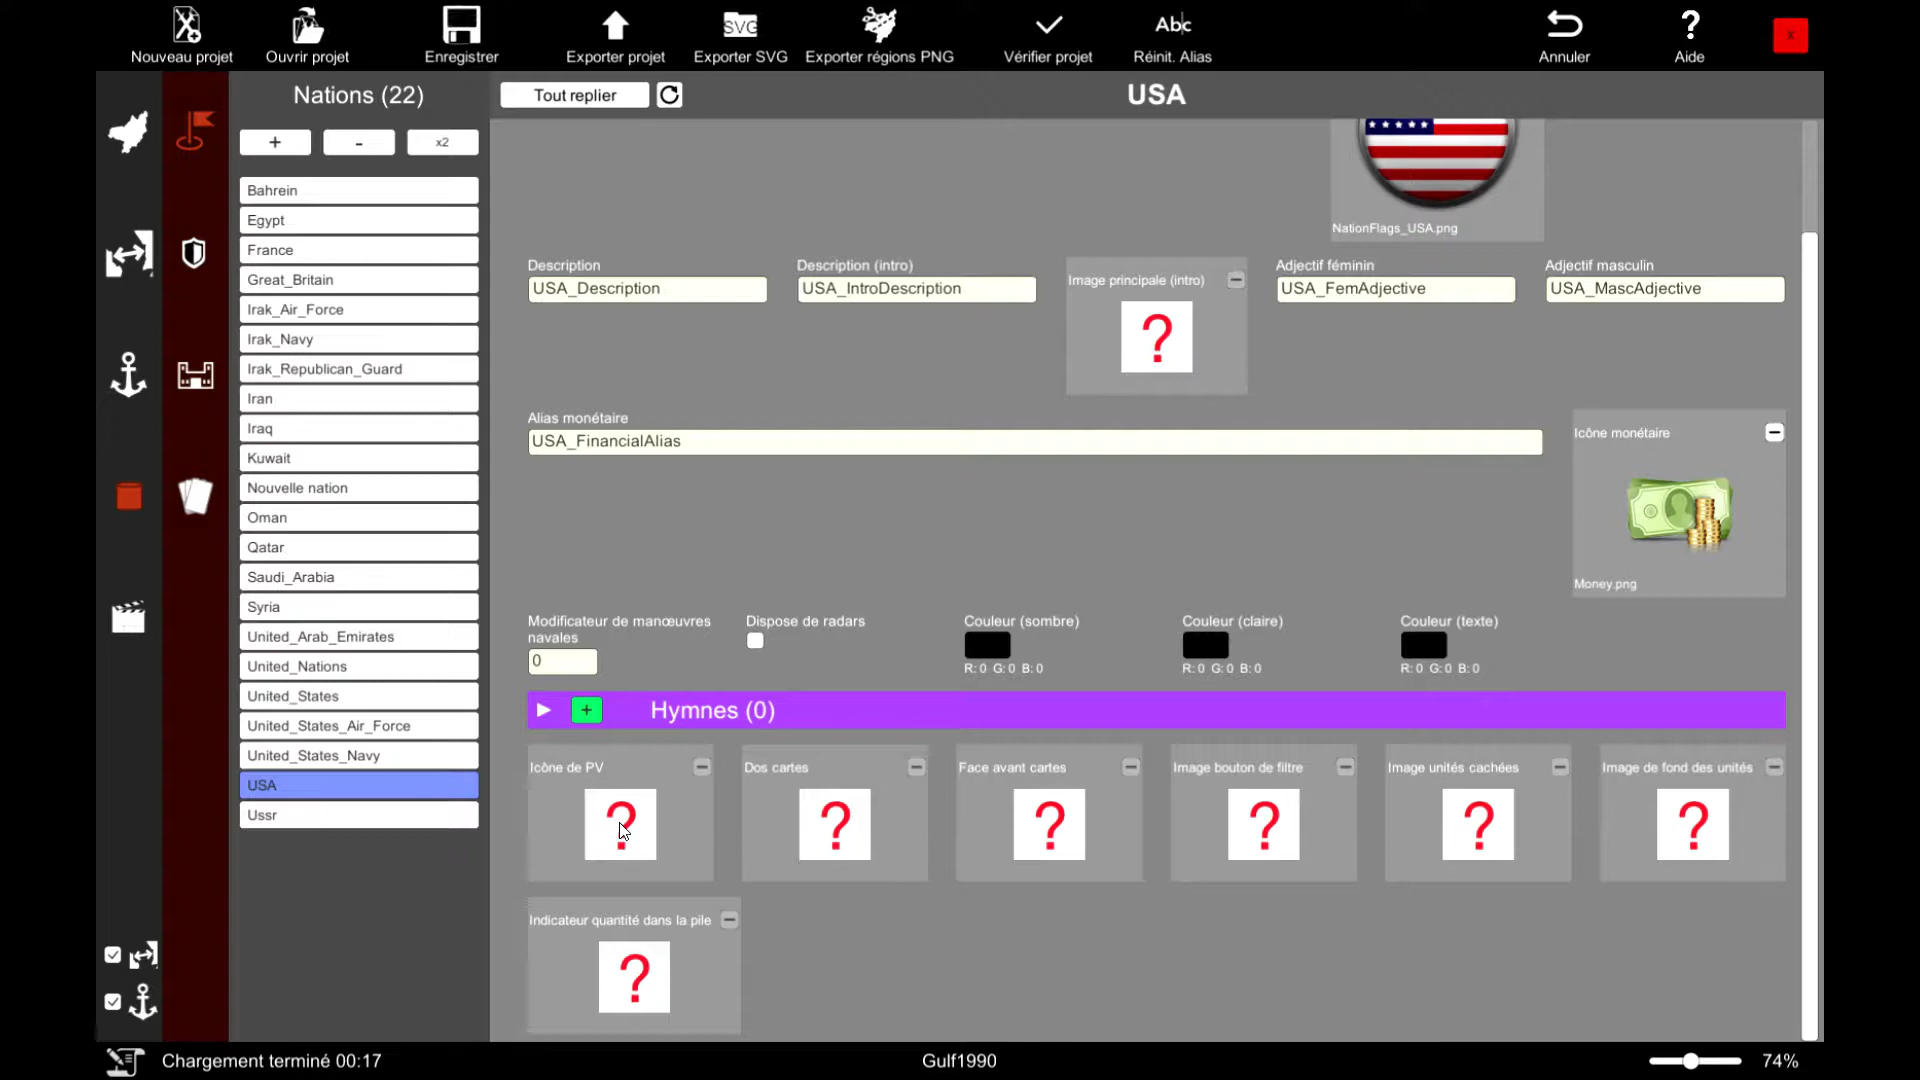 Nouveau projet
Ouvrir projet
Enregistrer
Exporter projet
SVG
Exporter SVG
Exporter régions PNG
Vérifier projet
Abc
Réinit. Alias
Annuler
?
Aide
x
Nations (22)
+
-
x2
Bahrein
Egypt
France
Great_Britain
Irak_Air_Force
Irak_Navy
Irak_Republican_Guard
Iran
Iraq
Kuwait
Nouvelle nation
Oman
Qatar
Saudi_Arabia
Syria
United_Arab_Emirates
United_Nations
United_States
United_States_Air_Force
United_States_Navy
USA
Ussr
Tout replier
USA
NationFlags_USA.png
Description
USA_Description
Description (intro)
USA_IntroDescription
Image principale (intro)
?
Adjectif féminin
USA_FemAdjective
Adjectif masculin
USA_MascAdjective
Alias monétaire
USA_FinancialAlias
Icône monétaire
Money.png
Modificateur de manœuvres
navales
0
Dispose de radars
Couleur (sombre)
R: 0 G: 0 B: 0
Couleur (claire)
R: 0 G: 0 B: 0
Couleur (texte)
R: 0 G: 0 B: 0
+
Hymnes (0)
Icône de PV
?
Dos cartes
?
Face avant cartes
?
Image bouton de filtre
?
Image unités cachées
?
Image de fond des unités
?
Indicateur quantité dans la pile
?
Chargement terminé 00:17
Gulf1990
74%